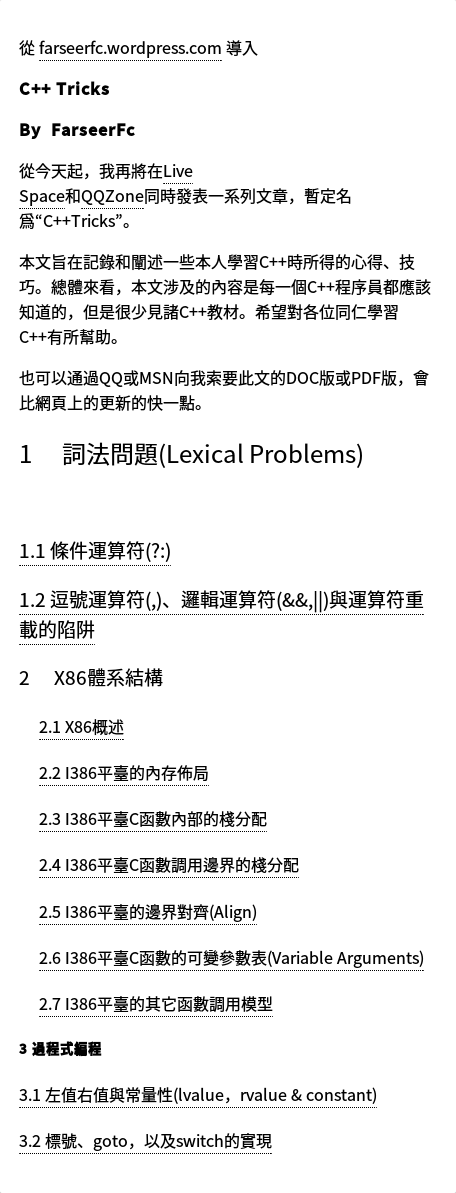 從 farseerfc.wordpress.com 導入
C++ Tricks
By FarseerFc
從今天起，我再將在Live
Space和QQZone同時發表一系列文章，暫定名
爲“C++Tricks”。
本文旨在記錄和闡述一些本人學習C++時所得的心得、技
巧。總體來看，本文涉及的內容是每一個C++程序員都應該
知道的，但是很少見諸C++教材。希望對各位同仁學習
C++有所幫助。
也可以通過QQ或MSN向我索要此文的DOC版或PDF版，會
比網頁上的更新的快一點。
1 詞法問題(Lexical Problems)
1.1 條件運算符(?:)
1.2 逗號運算符(,)、邏輯運算符(&&,||)與運算符重
載的陷阱
2 X86體系結構
2.1 X86概述
2.2 I386平臺的內存佈局
2.3 I386平臺C函數內部的棧分配
2.4 I386平臺C函數調用邊界的棧分配
2.5 I386平臺的邊界對齊(Align)
2.6 I386平臺C函數的可變參數表(Variable Arguments)
2.7 I386平臺的其它函數調用模型
3 過程式編程
3.1 左值右值與常量性(lvalue，rvalue & constant)
3.2 標號、goto，以及switch的實現